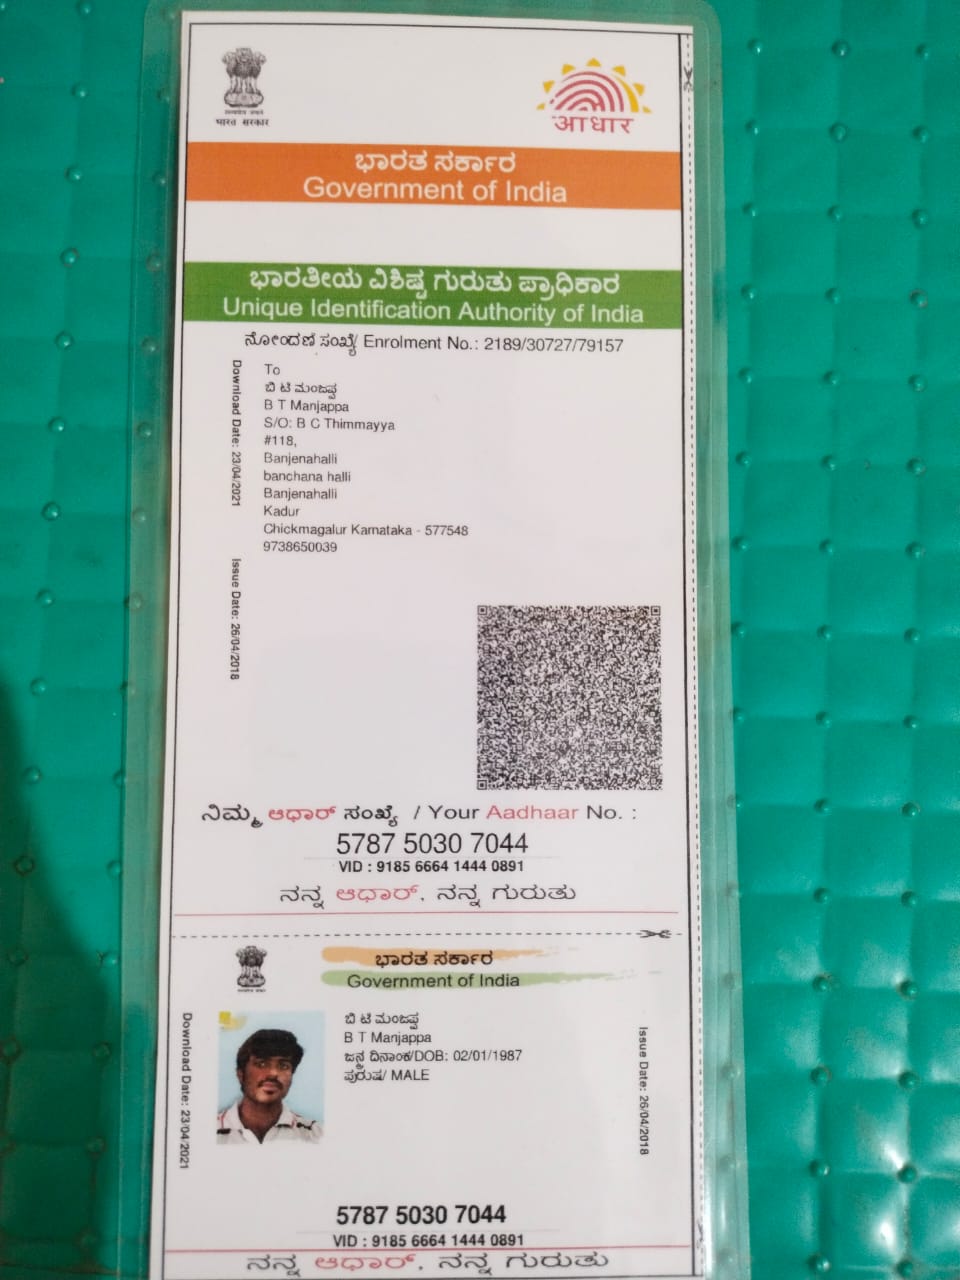 भारत सरकार
आधार
ಭಾರತ ಸರ್ಕಾರ
Government of India
ಭಾರತೀಯ ವಿಶಿಷ್ಟ ಗುರುತು ಪ್ರಾಧಿಕಾರ
Unique Identification Authority of India
ನೋಂದಣಿ ಸಂಖ್ಯೆ/ Enrolment No.: 2189/30727/79157
Download Date: 23/04/2021
Issue Date: 26/04/2018
To
ಬಿ ಟಿ ಮಂಜಪ್ಪ
B T Manjappa
S/O: B C Thimmayya
#118,
Banjenahalli
banchana halli
Banjenahalli
Kadur
Chickmagalur Karnataka - 577548
9738650039
ನಿಮ್ಮ ಆಧಾರ್ ಸಂಖ್ಯೆ / Your Aadhaar No. :
5787 5030 7044
VID : 9185 6664 1444 0891
ನನ್ನ ಆಧಾರ್, ನನ್ನ ಗುರುತು
ಭಾರತ ಸರ್ಕಾರ
Government of India
Download Date: 23/04/2021
ಬಿ ಟಿ ಮಂಜಪ್ಪ
B T Manjappa
ಜನ್ಮ ದಿನಾಂಕ/DOB: 02/01/1987
ಪುರುಷ/ MALE
Issue Date: 26/04/2018
5787 5030 7044
VID : 9185 6664 1444 0891
ನನ್ನ ಆಧಾರ್, ನನ್ನ ಗುರುತು